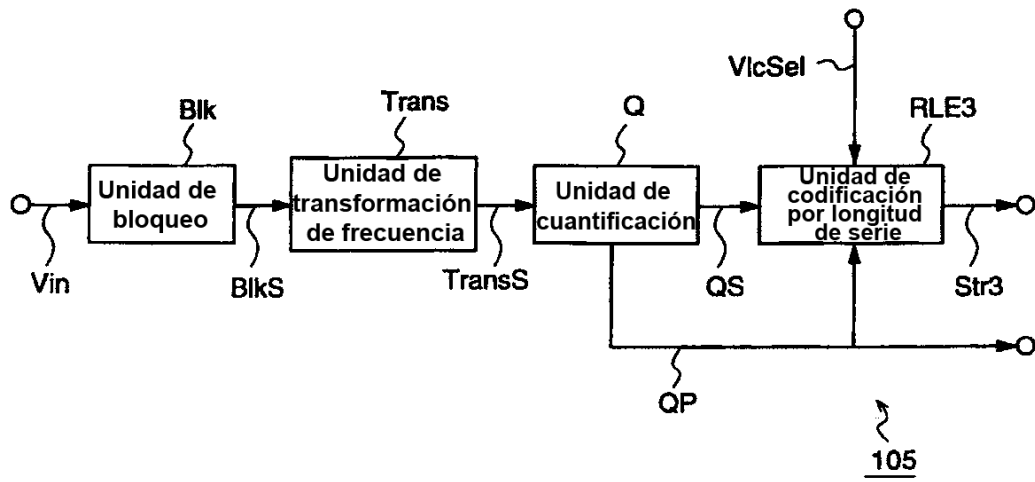 VlcSel
Blk
Trans
Q
RLE3
Unidad de
bloqueo
Unidad de
transformación
de frecuencia
Unidad de
cuantificación
Unidad de
codificación
por longitud
de serie
Vin
BlkS
TransS
QS
Str3
QP
105